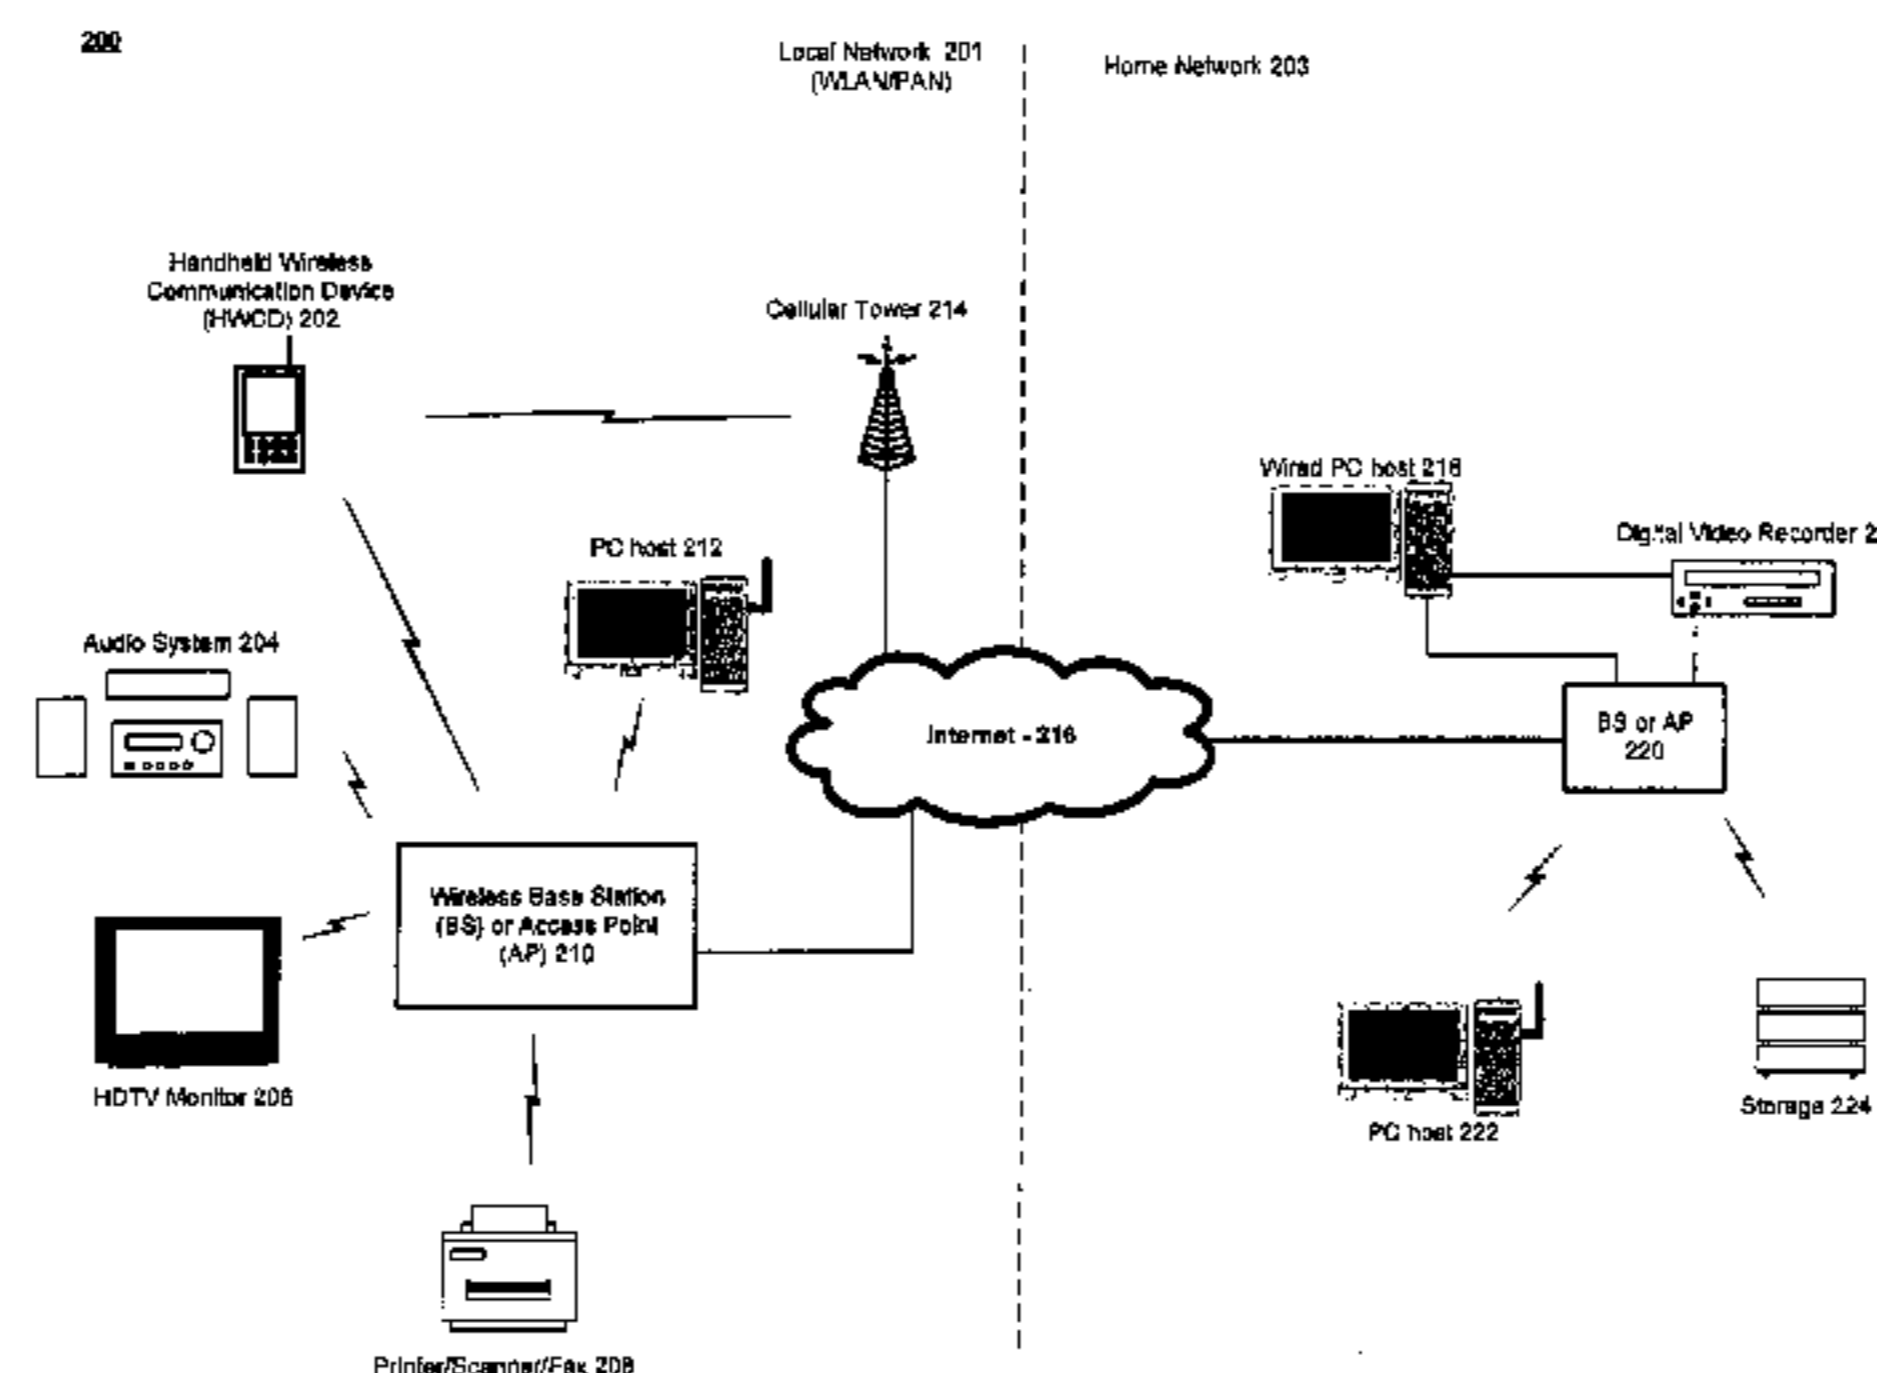 200
Local Network 201
(WLAN/PAN)
Home Network 203
Handheld Wireless
Communication Device
(HWCD) 202
Cellular Tower 214
Wired PC host 218
Digital Video Recorder
PC host 212
Audio System 204
Internet - 216
BS or AP
220
Wireless Base Station
(BS) or Access Point
(AP) 210
HDTV Monitor 206
Storage 224
PC host 222
Printer/Scanner/Fax 208